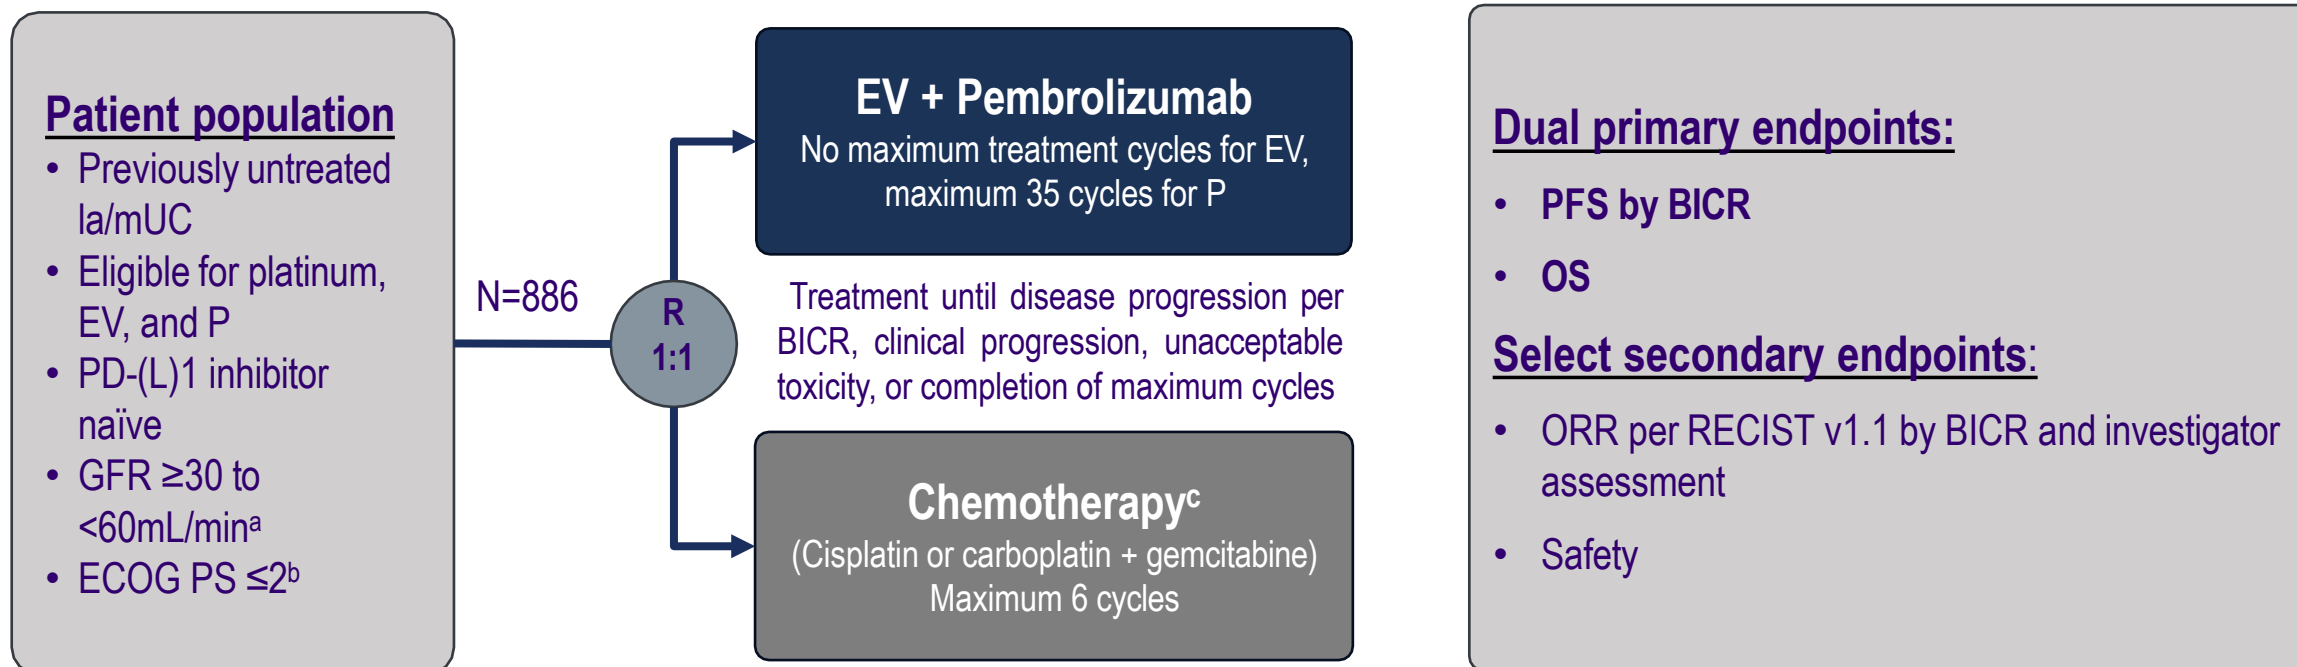 Patient population
• Previously untreated
la/mUC
• Eligible for platinum,
EV, and P
• PD-(L)1 inhibitor
naïve
• GFR ≥30 to
<60mL/minᵃ
• ECOG PS ≤2ᵇ
N=886
R
1:1
EV + Pembrolizumab
No maximum treatment cycles for EV,
maximum 35 cycles for P
Treatment until disease progression per
BICR, clinical progression, unacceptable
toxicity, or completion of maximum cycles
Chemotherapyᶜ
(Cisplatin or carboplatin + gemcitabine)
Maximum 6 cycles
Dual primary endpoints:
• PFS by BICR
• OS
Select secondary endpoints:
• ORR per RECIST v1.1 by BICR and investigator
assessment
• Safety